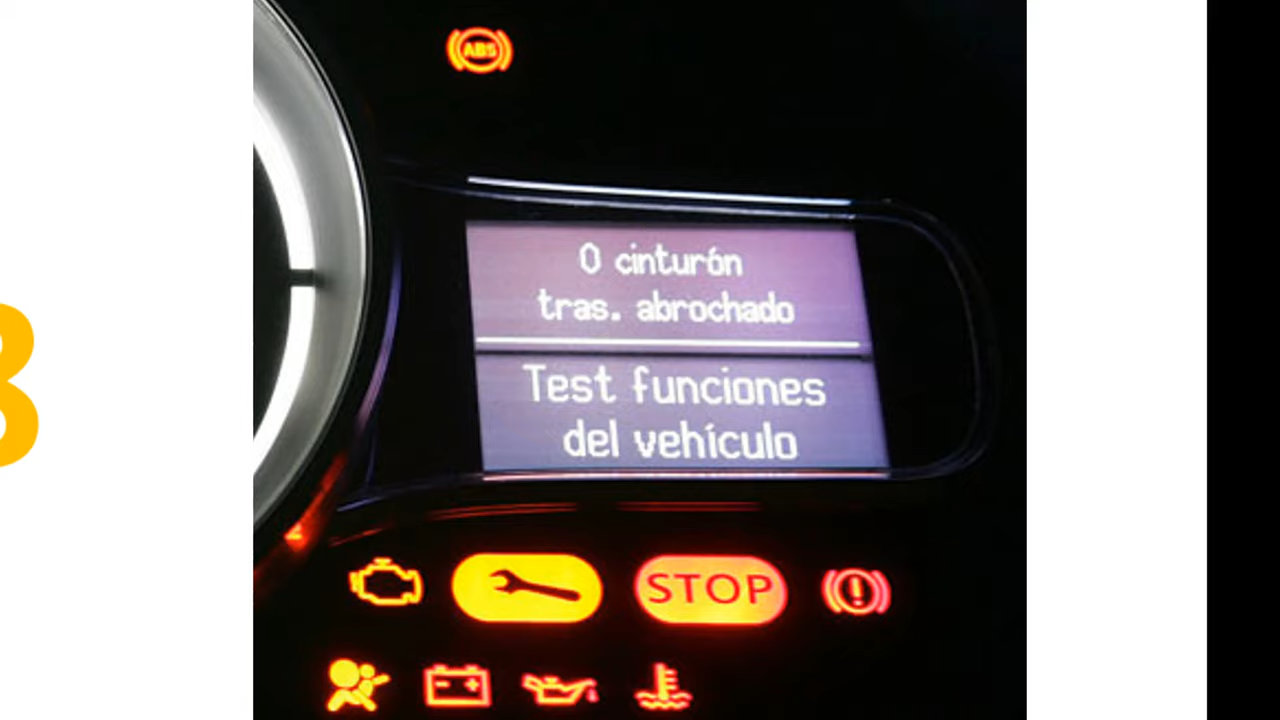 ABS
0 cinturón
tras. abrochado
Test funciones
del vehículo
STOP